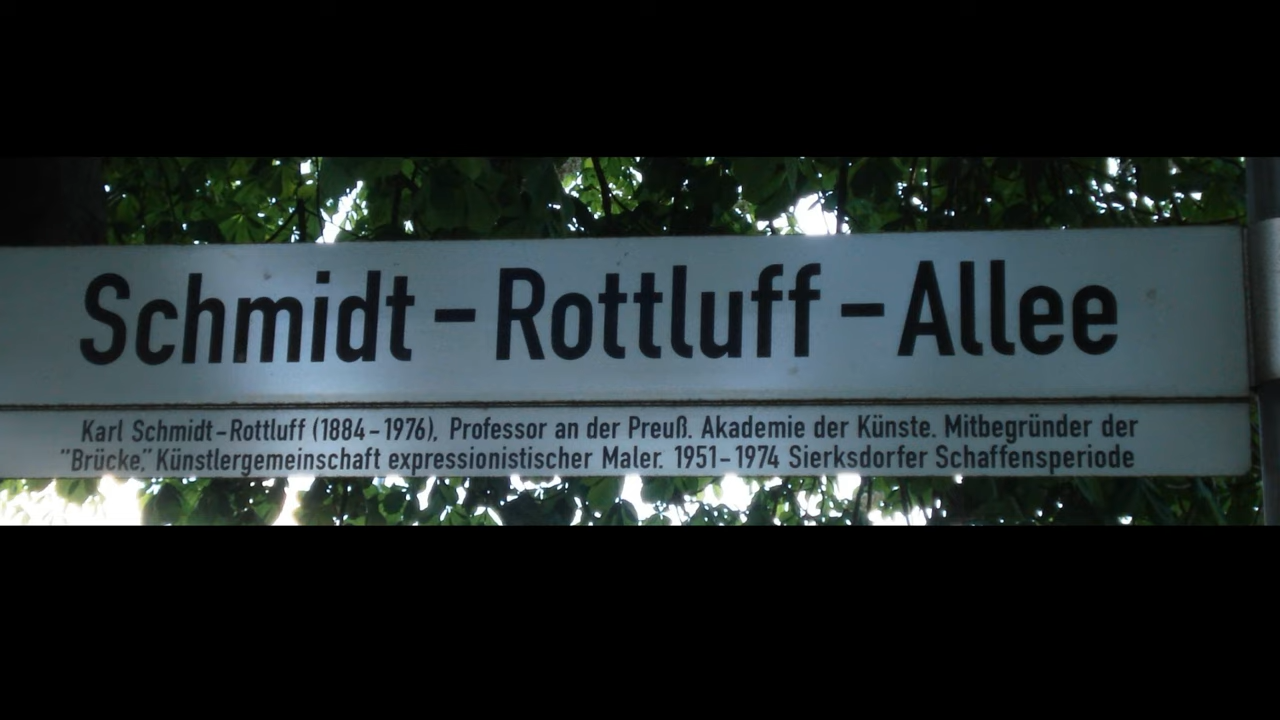 Schmidt-Rottluff-Allee
Karl Schmidt-Rottluff (1884-1976), Professor an der Preuß. Akademie der Künste. Mitbegründer der
"Brücke", Künstlergemeinschaft expressionistischer Maler. 1951-1974 Sierksdorfer Schaffensperiode